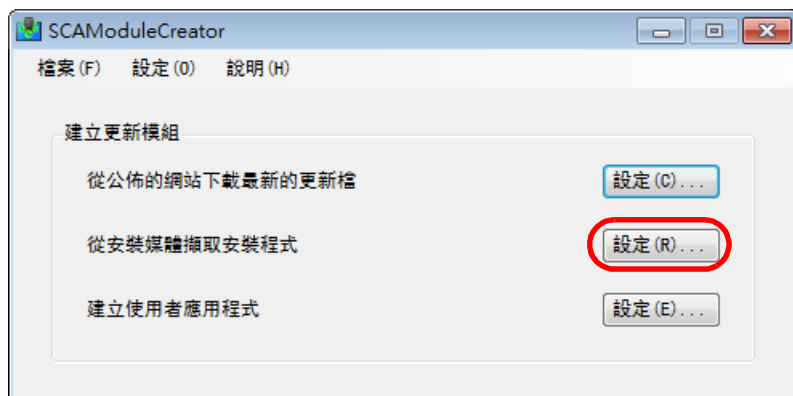 SCAModuleCreator
檔案(F) 設定(O) 說明(H)
建立更新模組
從公佈的網站下載最新的更新檔 設定(C)...
從安裝媒體擷取安裝程式 設定(R)...
建立使用者應用程式 設定(E)...